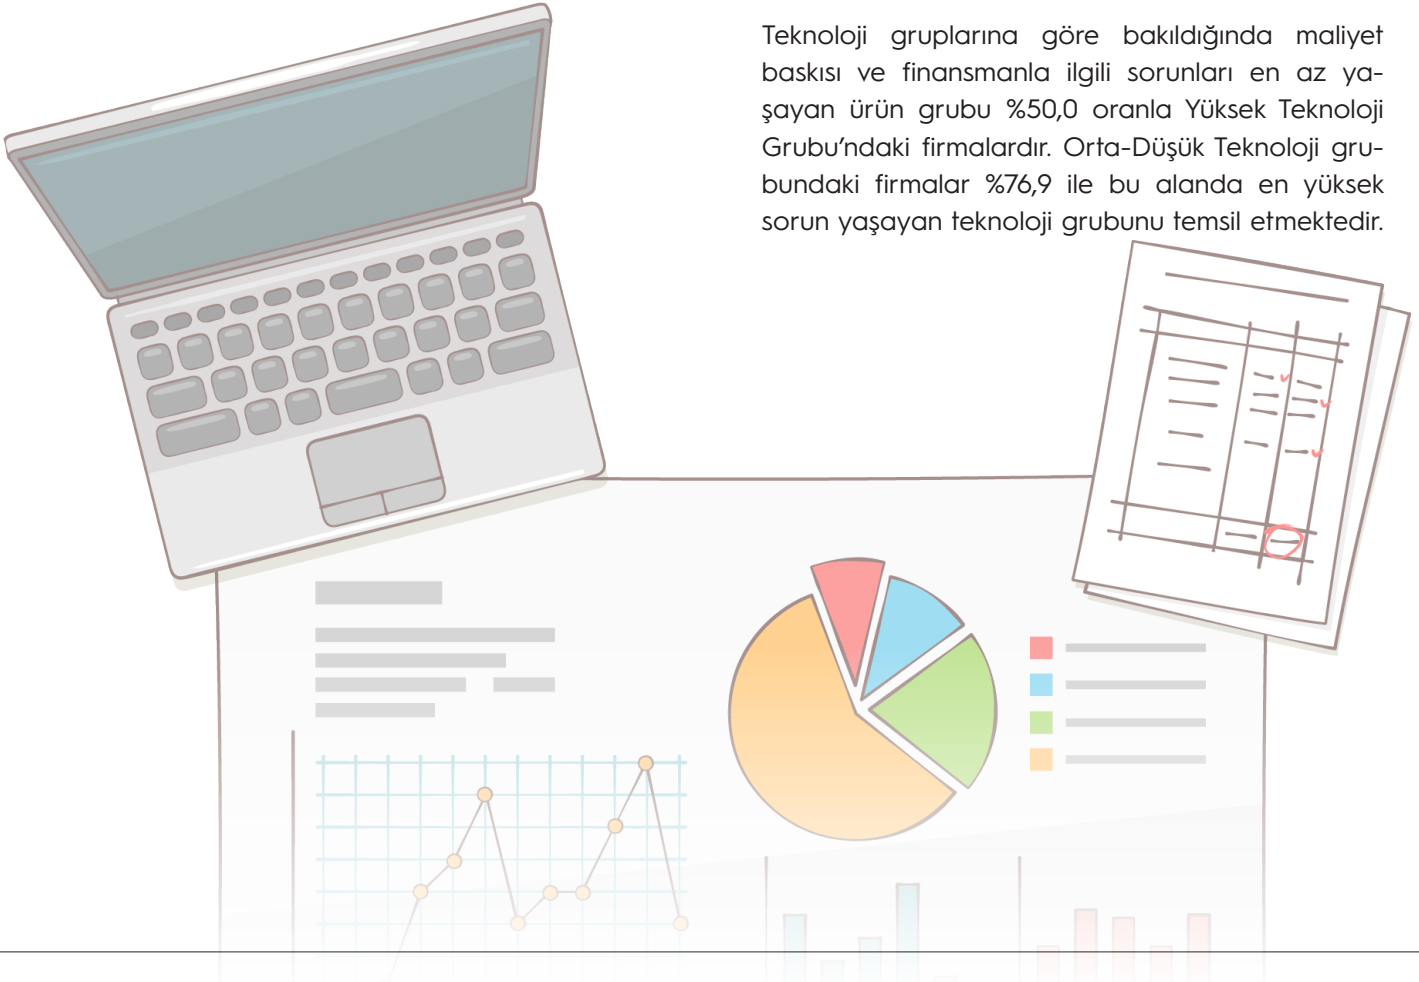 Teknoloji gruplarına göre bakıldığında maliyet
baskısı ve finansmanla ilgili sorunları en az ya-
şayan ürün grubu %50,0 oranla Yüksek Teknoloji
Grubu’ndaki firmalardır. Orta-Düşük Teknoloji gru-
bundaki firmalar %76,9 ile bu alanda en yüksek
sorun yaşayan teknoloji grubunu temsil etmektedir.